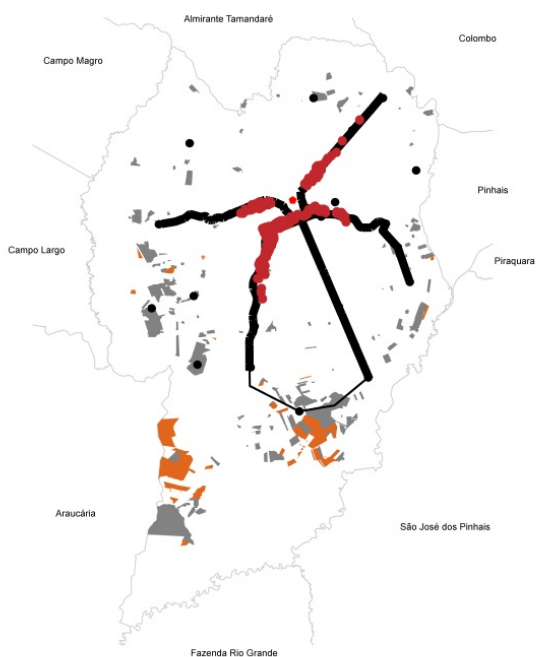 Almirante Tamandaré
Colombo
Campo Magro
Pinhais
Campo Largo
Piraquara
Araucária
São José dos Pinhais
Fazenda Rio Grande